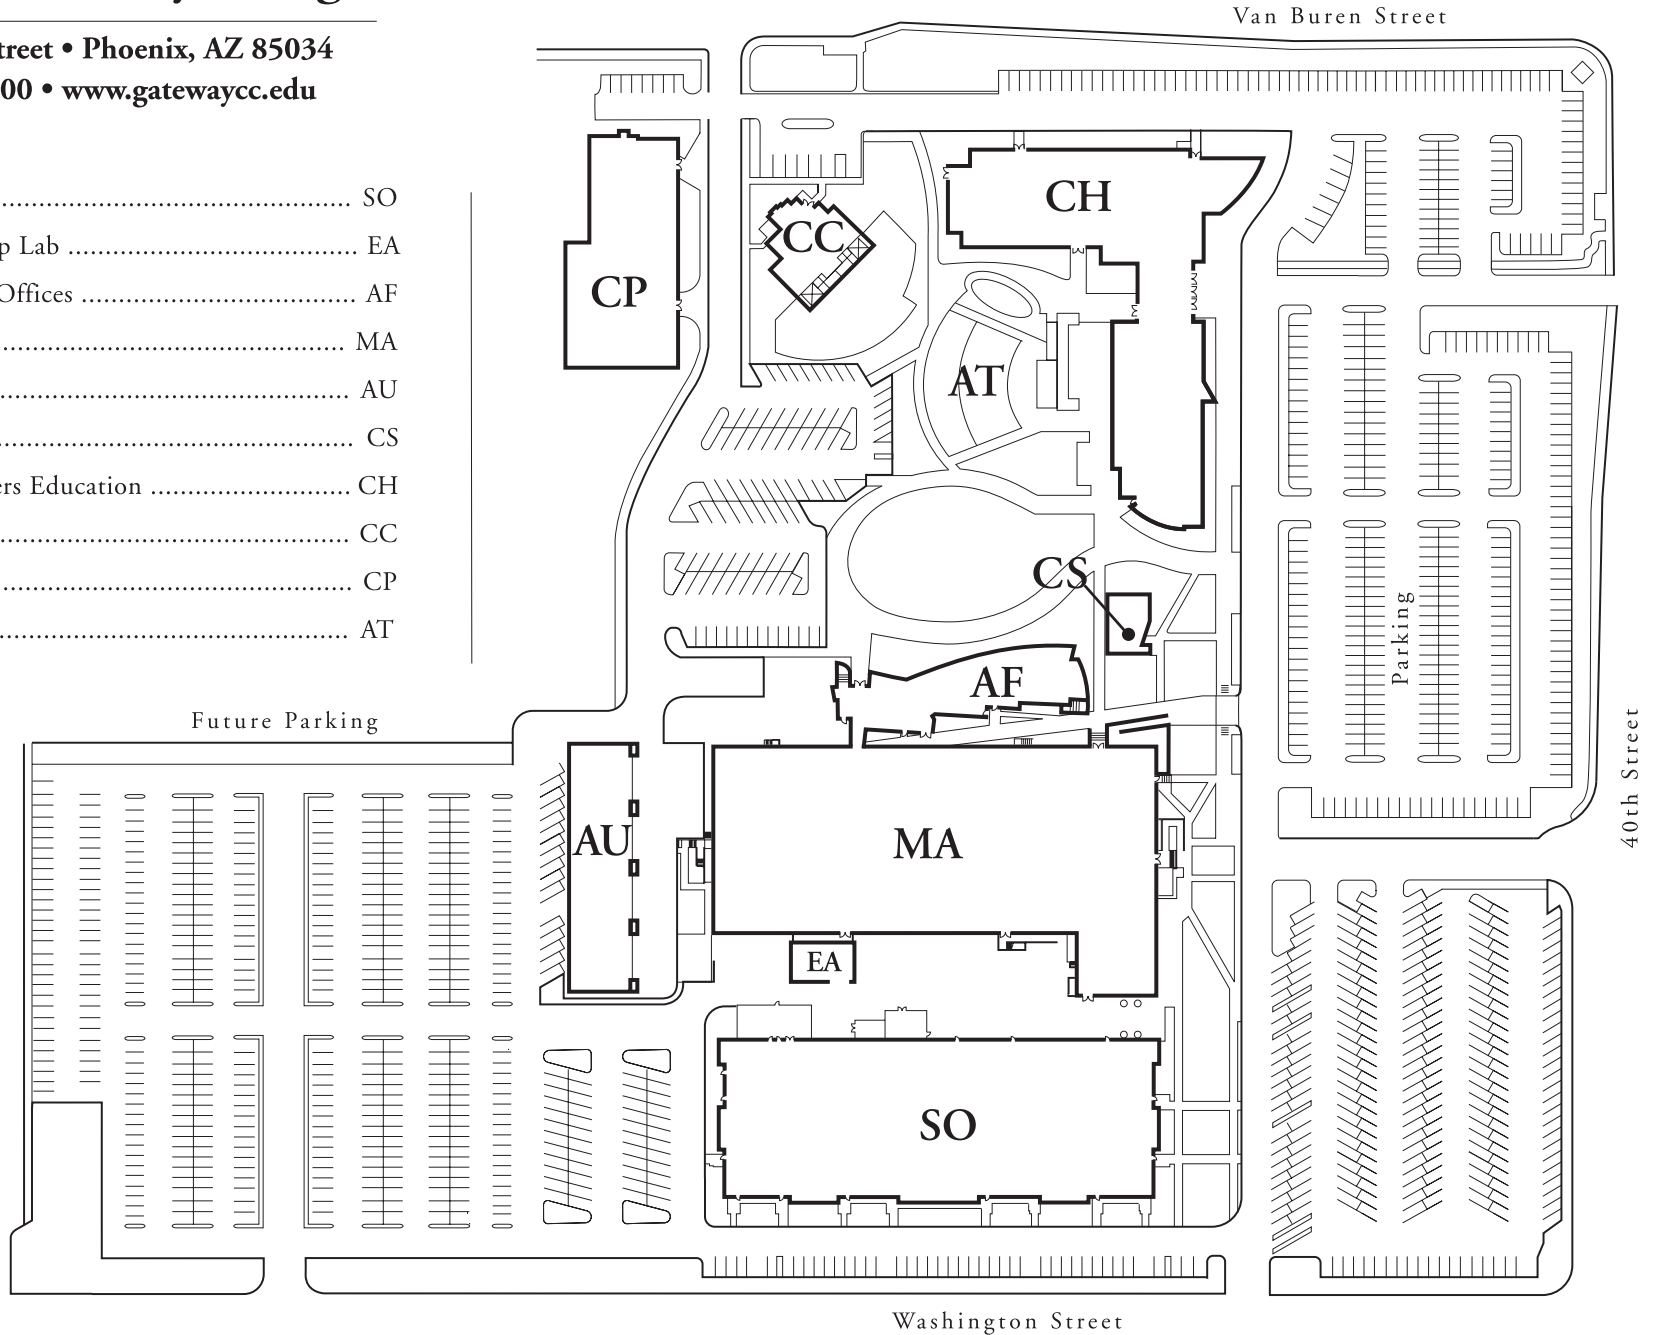 Van Buren Street
treet • Phoenix, AZ 85034
00 • www.gatewaycc.edu
SO
p Lab EA
Offices AF
MA
AU
CS
ers Education CH
CC
CP
AT
CH
CC
CP
AT
CS
Parking
AF
Future Parking
40th Street
AU
MA
EA
SO
Washington Street